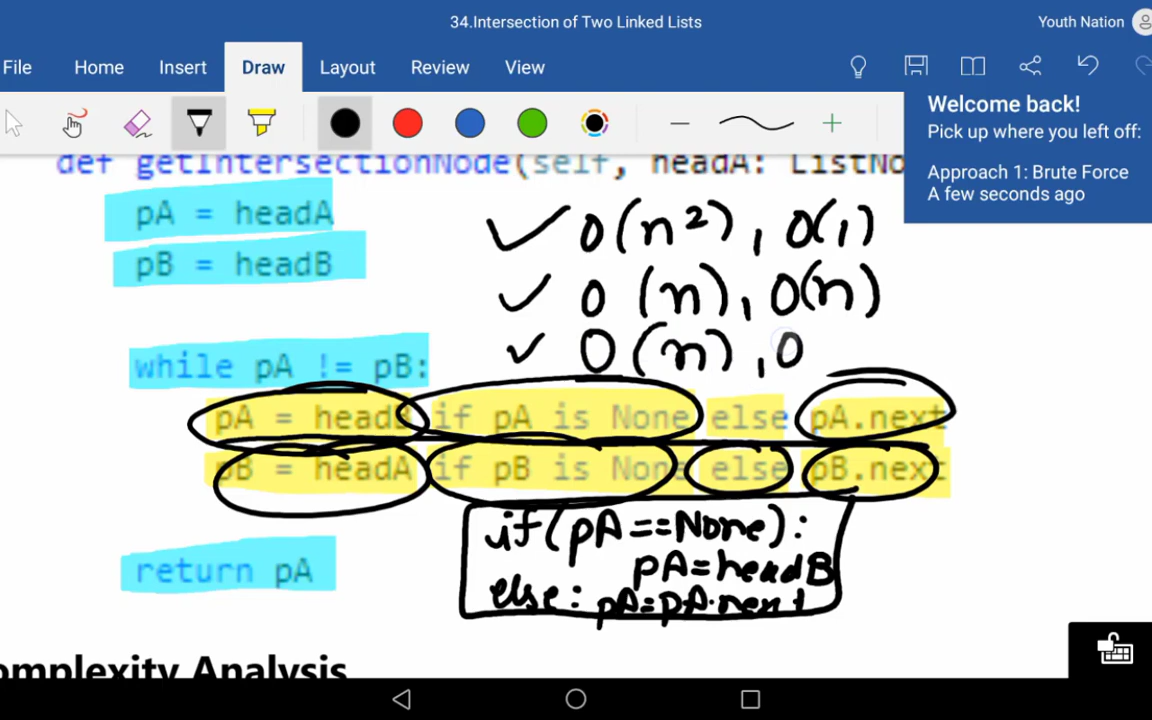 34.Intersection of Two Linked Lists
Youth Nation
File Home Insert Draw Layout Review View
Welcome back!
Pick up where you left off:
Approach 1: Brute Force
A few seconds ago
def getIntersectionNode(self, headA: ListNo
pA = headA
pB = headB
O(n²), O(1)
O(n), O(n)
O(n), O
while pA != pB:
pA = headB if pA is None else pA.next
pB = headA if pB is None else pB.next
if(pA==None):
pA=headB
else: pA=pA.next
return pA
omplexity Analysis